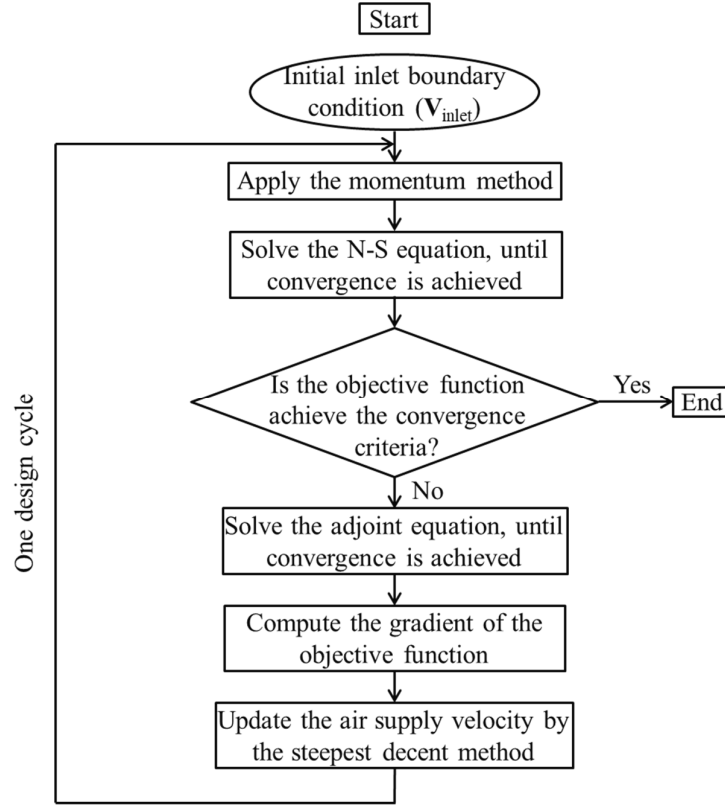 Start
Initial inlet boundary
condition (Vinlet)
Apply the momentum method
Solve the N-S equation, until
convergence is achieved
Is the objective function
achieve the convergence
criteria?
Yes
End
No
Solve the adjoint equation, until
convergence is achieved
Compute the gradient of the
objective function
Update the air supply velocity by
the steepest decent method
One design cycle